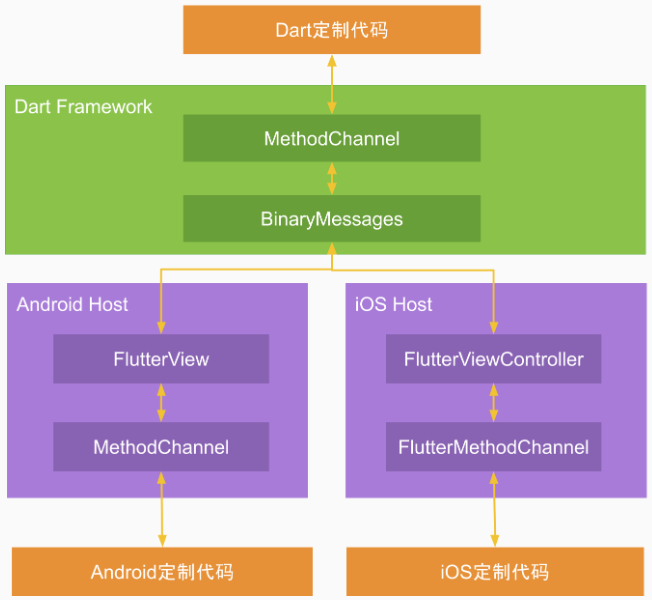 Dart定制代码
Dart Framework
MethodChannel
BinaryMessages
Android Host
FlutterView
MethodChannel
Android定制代码
iOS Host
FlutterViewController
FlutterMethodChannel
iOS定制代码